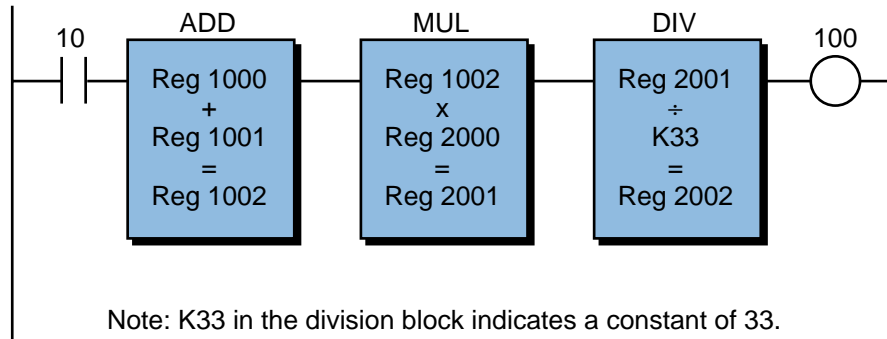 10
ADD
Reg 1000
+
Reg 1001
=
Reg 1002
MUL
Reg 1002
x
Reg 2000
=
Reg 2001
DIV
Reg 2001
÷
K33
=
Reg 2002
100
Note: K33 in the division block indicates a constant of 33.